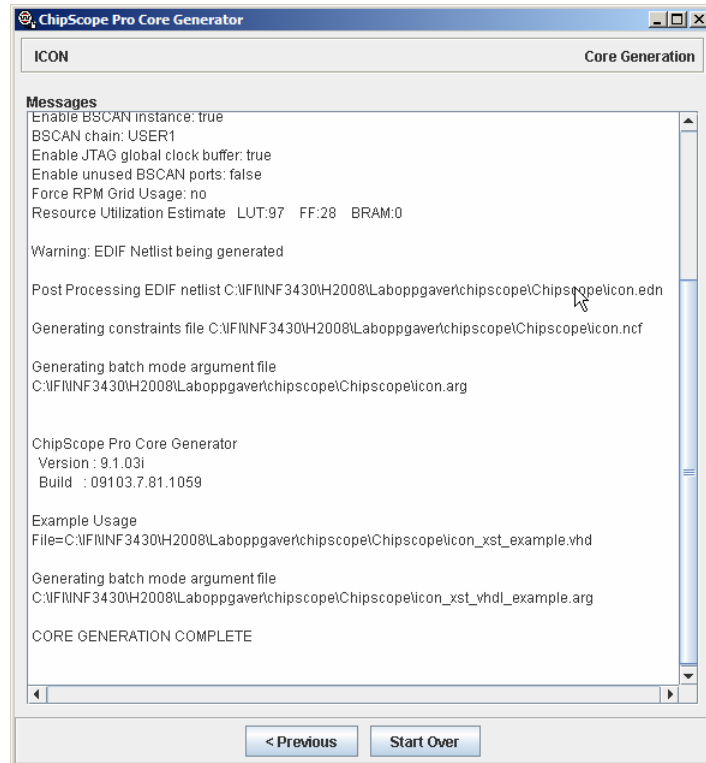 ChipScope Pro Core Generator
ICON Core Generation
Messages
Enable BSCAN instance: true
BSCAN chain: USER1
Enable JTAG global clock buffer: true
Enable unused BSCAN ports: false
Force RPM Grid Usage: no
Resource Utilization Estimate LUT:97 FF:28 BRAM:0
Warning: EDIF Netlist being generated
Post Processing EDIF netlist C:\IFI\INF3430\H2008\Laboppgaver\chipscope\Chipscope\icon.edn
Generating constraints file C:\IFI\INF3430\H2008\Laboppgaver\chipscope\Chipscope\icon.ncf
Generating batch mode argument file
C:\IFI\INF3430\H2008\Laboppgaver\chipscope\Chipscope\icon.arg
ChipScope Pro Core Generator
Version : 9.1.03i
Build : 09103.7.81.1059
Example Usage
File=C:\IFI\INF3430\H2008\Laboppgaver\chipscope\Chipscope\icon_xst_example.vhd
Generating batch mode argument file
C:\IFI\INF3430\H2008\Laboppgaver\chipscope\Chipscope\icon_xst_vhdl_example.arg
CORE GENERATION COMPLETE
< Previous Start Over